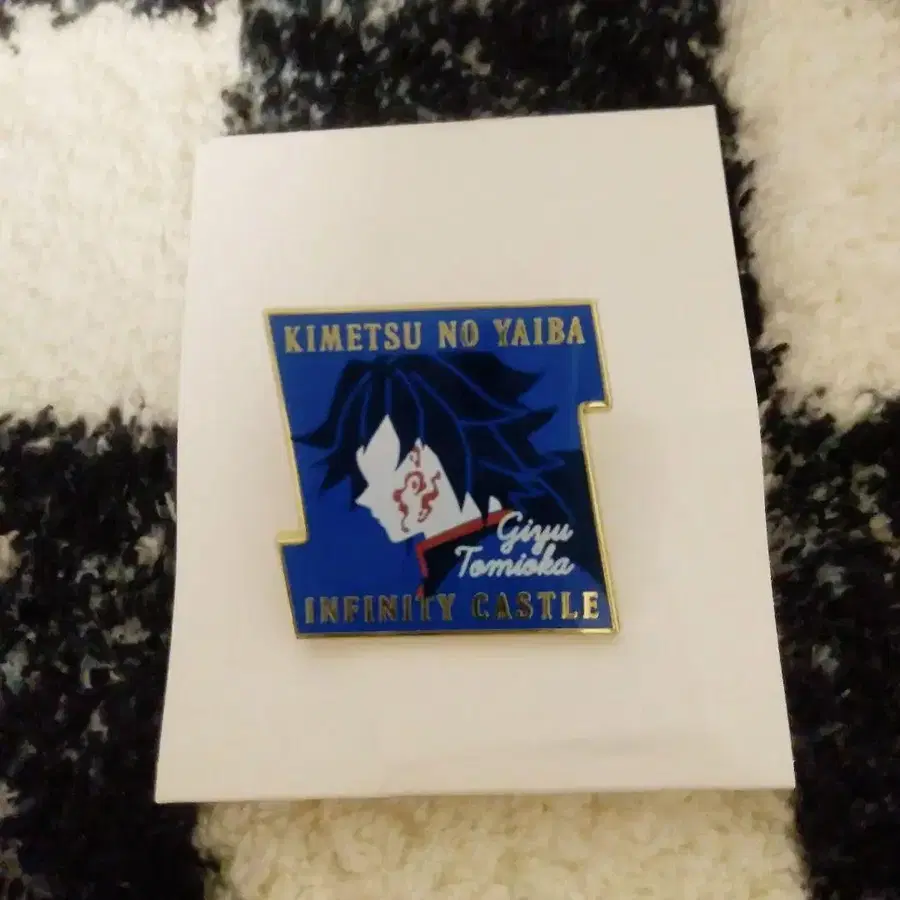 KIMETSU NO YAIBA
Giyu
Tomioka
INFINITY CASTLE